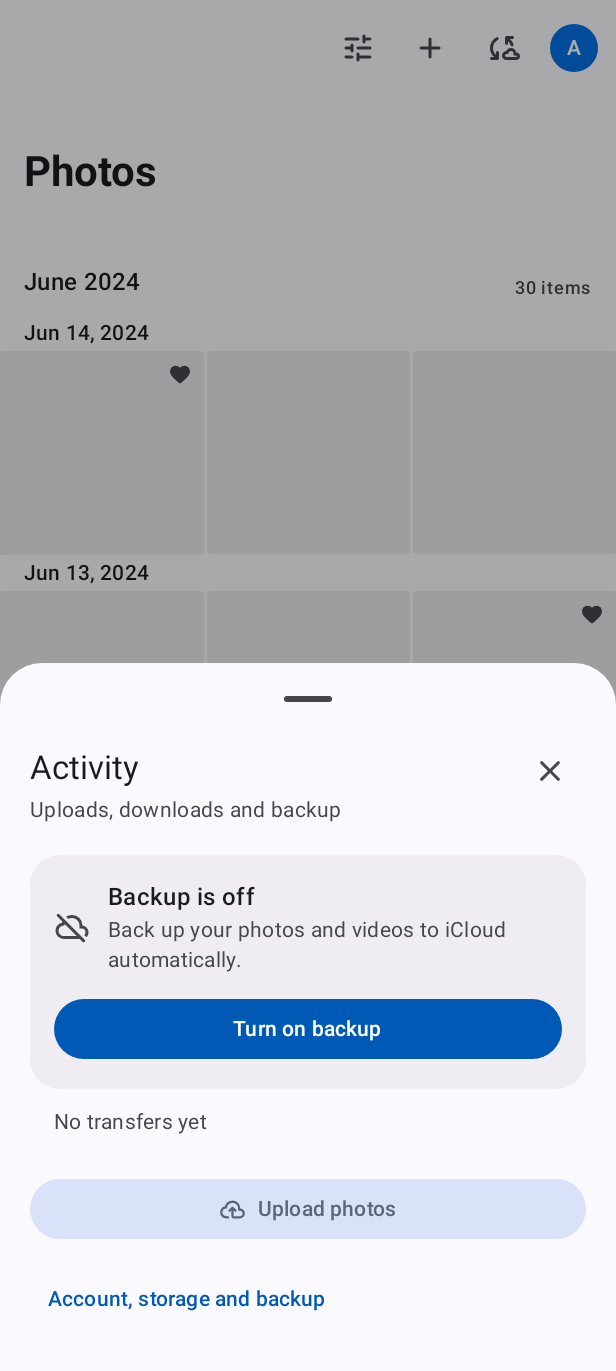 A
Photos
June 2024
30 items
Jun 14, 2024
Jun 13, 2024
Activity
Uploads, downloads and backup
Backup is off
Back up your photos and videos to iCloud
automatically.
Turn on backup
No transfers yet
Upload photos
Account, storage and backup